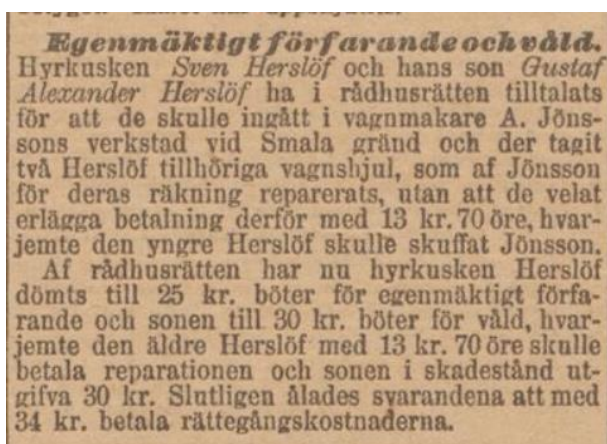 Egenmäktigt förfarande och våld.
Hyrkusken Sven Herslöf och hans son Gustaf
Alexander Herslöf ha i rådhusrätten tilltalats
för att de skulle ingått i vagnmakare A. Jöns-
sons verkstad vid Smala gränd och der tagit
två Herslöf tillhöriga vagnshjul, som af Jönsson
för deras räkning reparerats, utan att de velat
erlägga betalning derför med 13 kr. 70 öre, hvar-
jemte den yngre Herslöf skulle skuffat Jönsson.
Af rådhusrätten har nu hyrkusken Herslöf
dömts till 25 kr. böter för egenmäktigt förfa-
rande och sonen till 30 kr. böter för våld, hvar-
jemte den äldre Herslöf med 13 kr. 70 öre skulle
betala reparationen och sonen i skadestånd ut-
gifva 30 kr. Slutligen ålades svarandena att med
34 kr. betala rättegångskostnaderna.